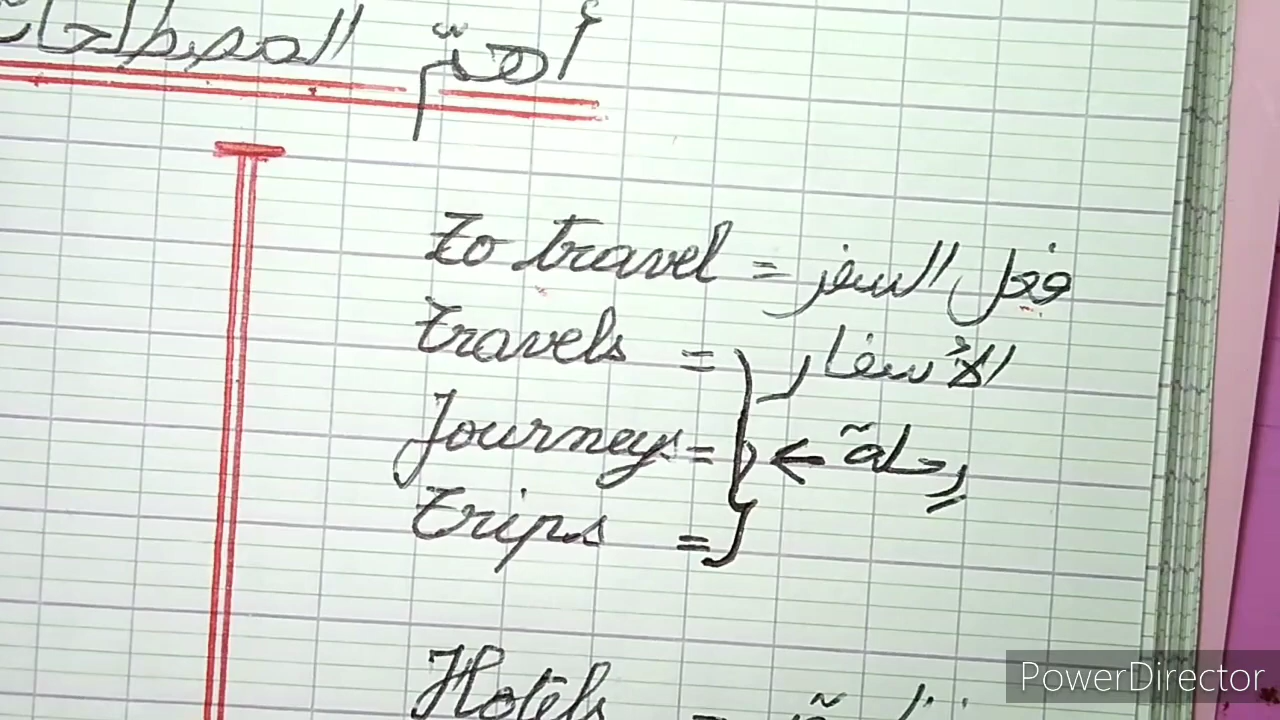 أهمّ المصطلحات
to travel = فعل السفر
travels = الأسفار
Journeys = ← رحلة
trips =
Hotels =
PowerDirector